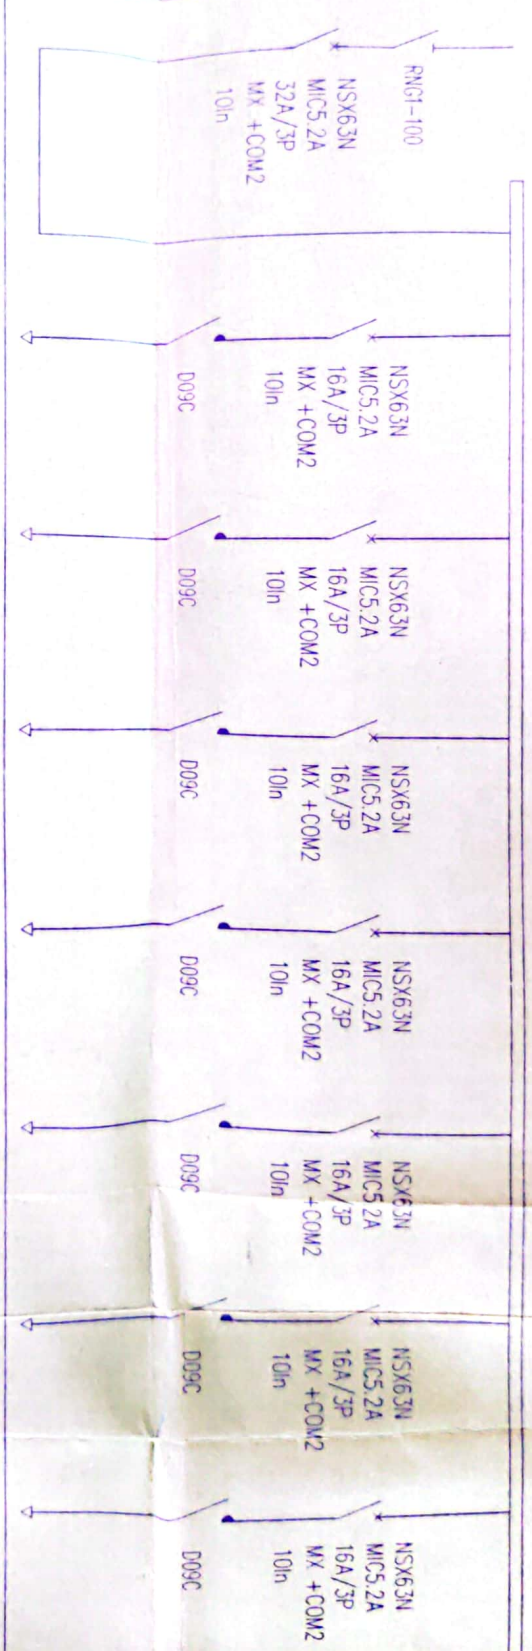 RNG1-100
NSX63N
MIC5.2A
32A/3P
MX +COM2
10In
NSX63N
MIC5.2A
16A/3P
MX +COM2
10In
D09C
NSX63N
MIC5.2A
16A/3P
MX +COM2
10In
D09C
NSX63N
MIC5.2A
16A/3P
MX +COM2
10In
D09C
NSX63N
MIC5.2A
16A/3P
MX +COM2
10In
D09C
NSX63N
MIC5.2A
16A/3P
MX +COM2
10In
D09C
NSX63N
MIC5.2A
16A/3P
MX +COM2
10In
D09C
NSX63N
MIC5.2A
16A/3P
MX +COM2
10In
D09C